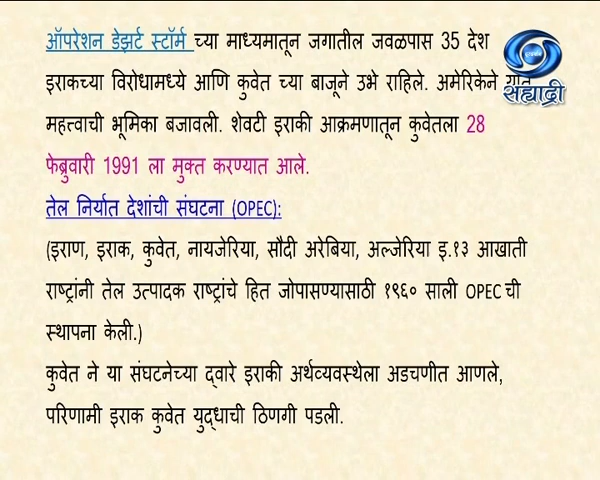 ऑपरेशन डेझर्ट स्टॉर्म च्या माध्यमातून जगातील जवळपास 35 देश
इराकच्या विरोधामध्ये आणि कुवेत च्या बाजूने उभे राहिले. अमेरिकेने यात
सह्याद्री
महत्त्वाची भूमिका बजावली. शेवटी इराकी आक्रमणातून कुवेतला 28
फेब्रुवारी 1991 ला मुक्त करण्यात आले.
तेल निर्यात देशांची संघटना (OPEC):
(इराण, इराक, कुवेत, नायजेरिया, सौदी अरेबिया, अल्जेरिया इ.१३ आखाती
राष्ट्रांनी तेल उत्पादक राष्ट्रांचे हित जोपासण्यासाठी १९६० साली OPEC ची
स्थापना केली.)
कुवेत ने या संघटनेच्या द्वारे इराकी अर्थव्यवस्थेला अडचणीत आणले,
परिणामी इराक कुवेत युद्धाची ठिणगी पडली.